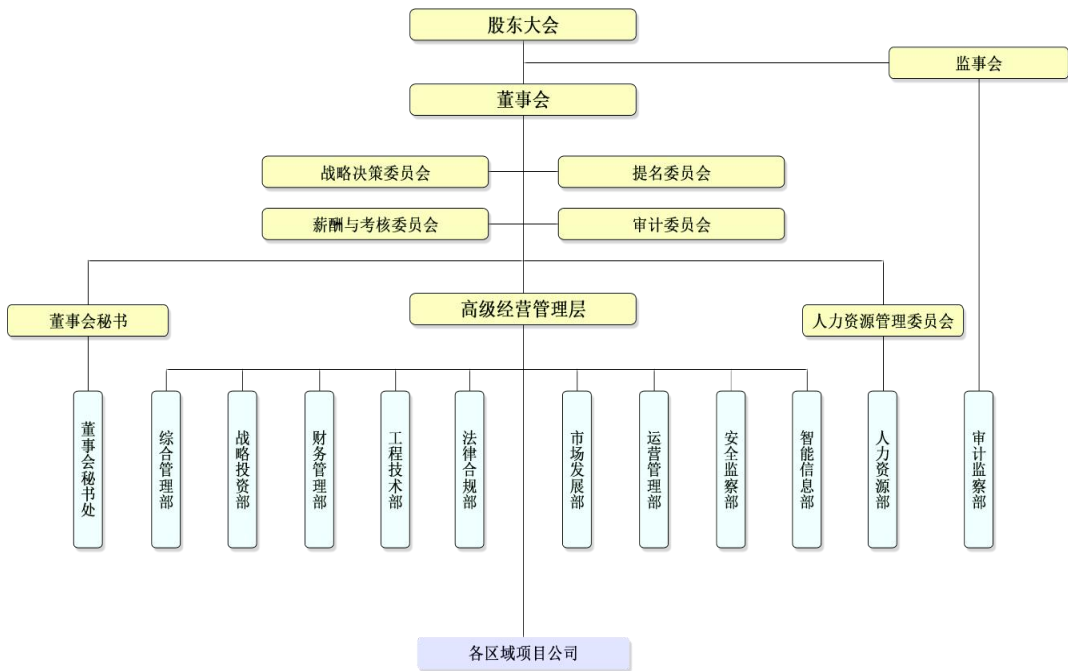 股东大会
监事会
董事会
战略决策委员会
提名委员会
薪酬与考核委员会
审计委员会
董事会秘书
高级经营管理层
人力资源管理委员会
董事会秘书处
综合管理部
战略投资部
财务管理部
工程技术部
法律合规部
市场发展部
运营管理部
安全监察部
智能信息部
人力资源部
审计监察部
各区域项目公司